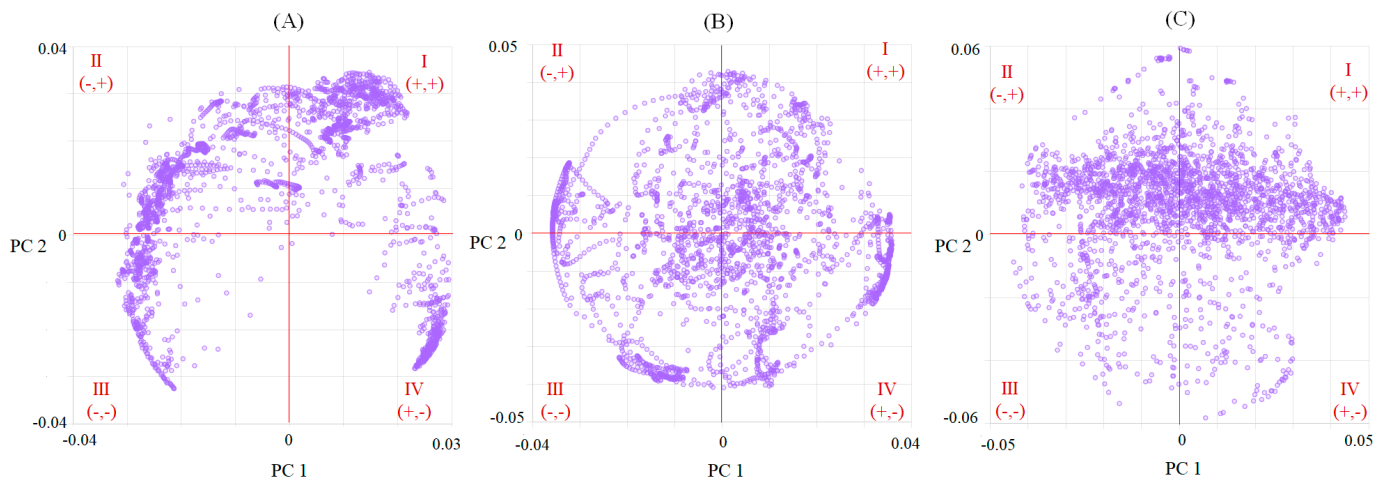 (A)
0.04
II
(-,+)
I
(+,+)
PC 2
0
III
(-,-)
IV
(+,-)
-0.04
-0.04
0
0.03
PC 1
(B)
0.05
II
(-,+)
I
(+,+)
PC 2
0
III
(-,-)
IV
(+,-)
-0.05
-0.04
0
0.04
PC 1
(C)
0.06
II
(-,+)
I
(+,+)
PC 2
0
III
(-,-)
IV
(+,-)
-0.06
-0.05
0
0.05
PC 1